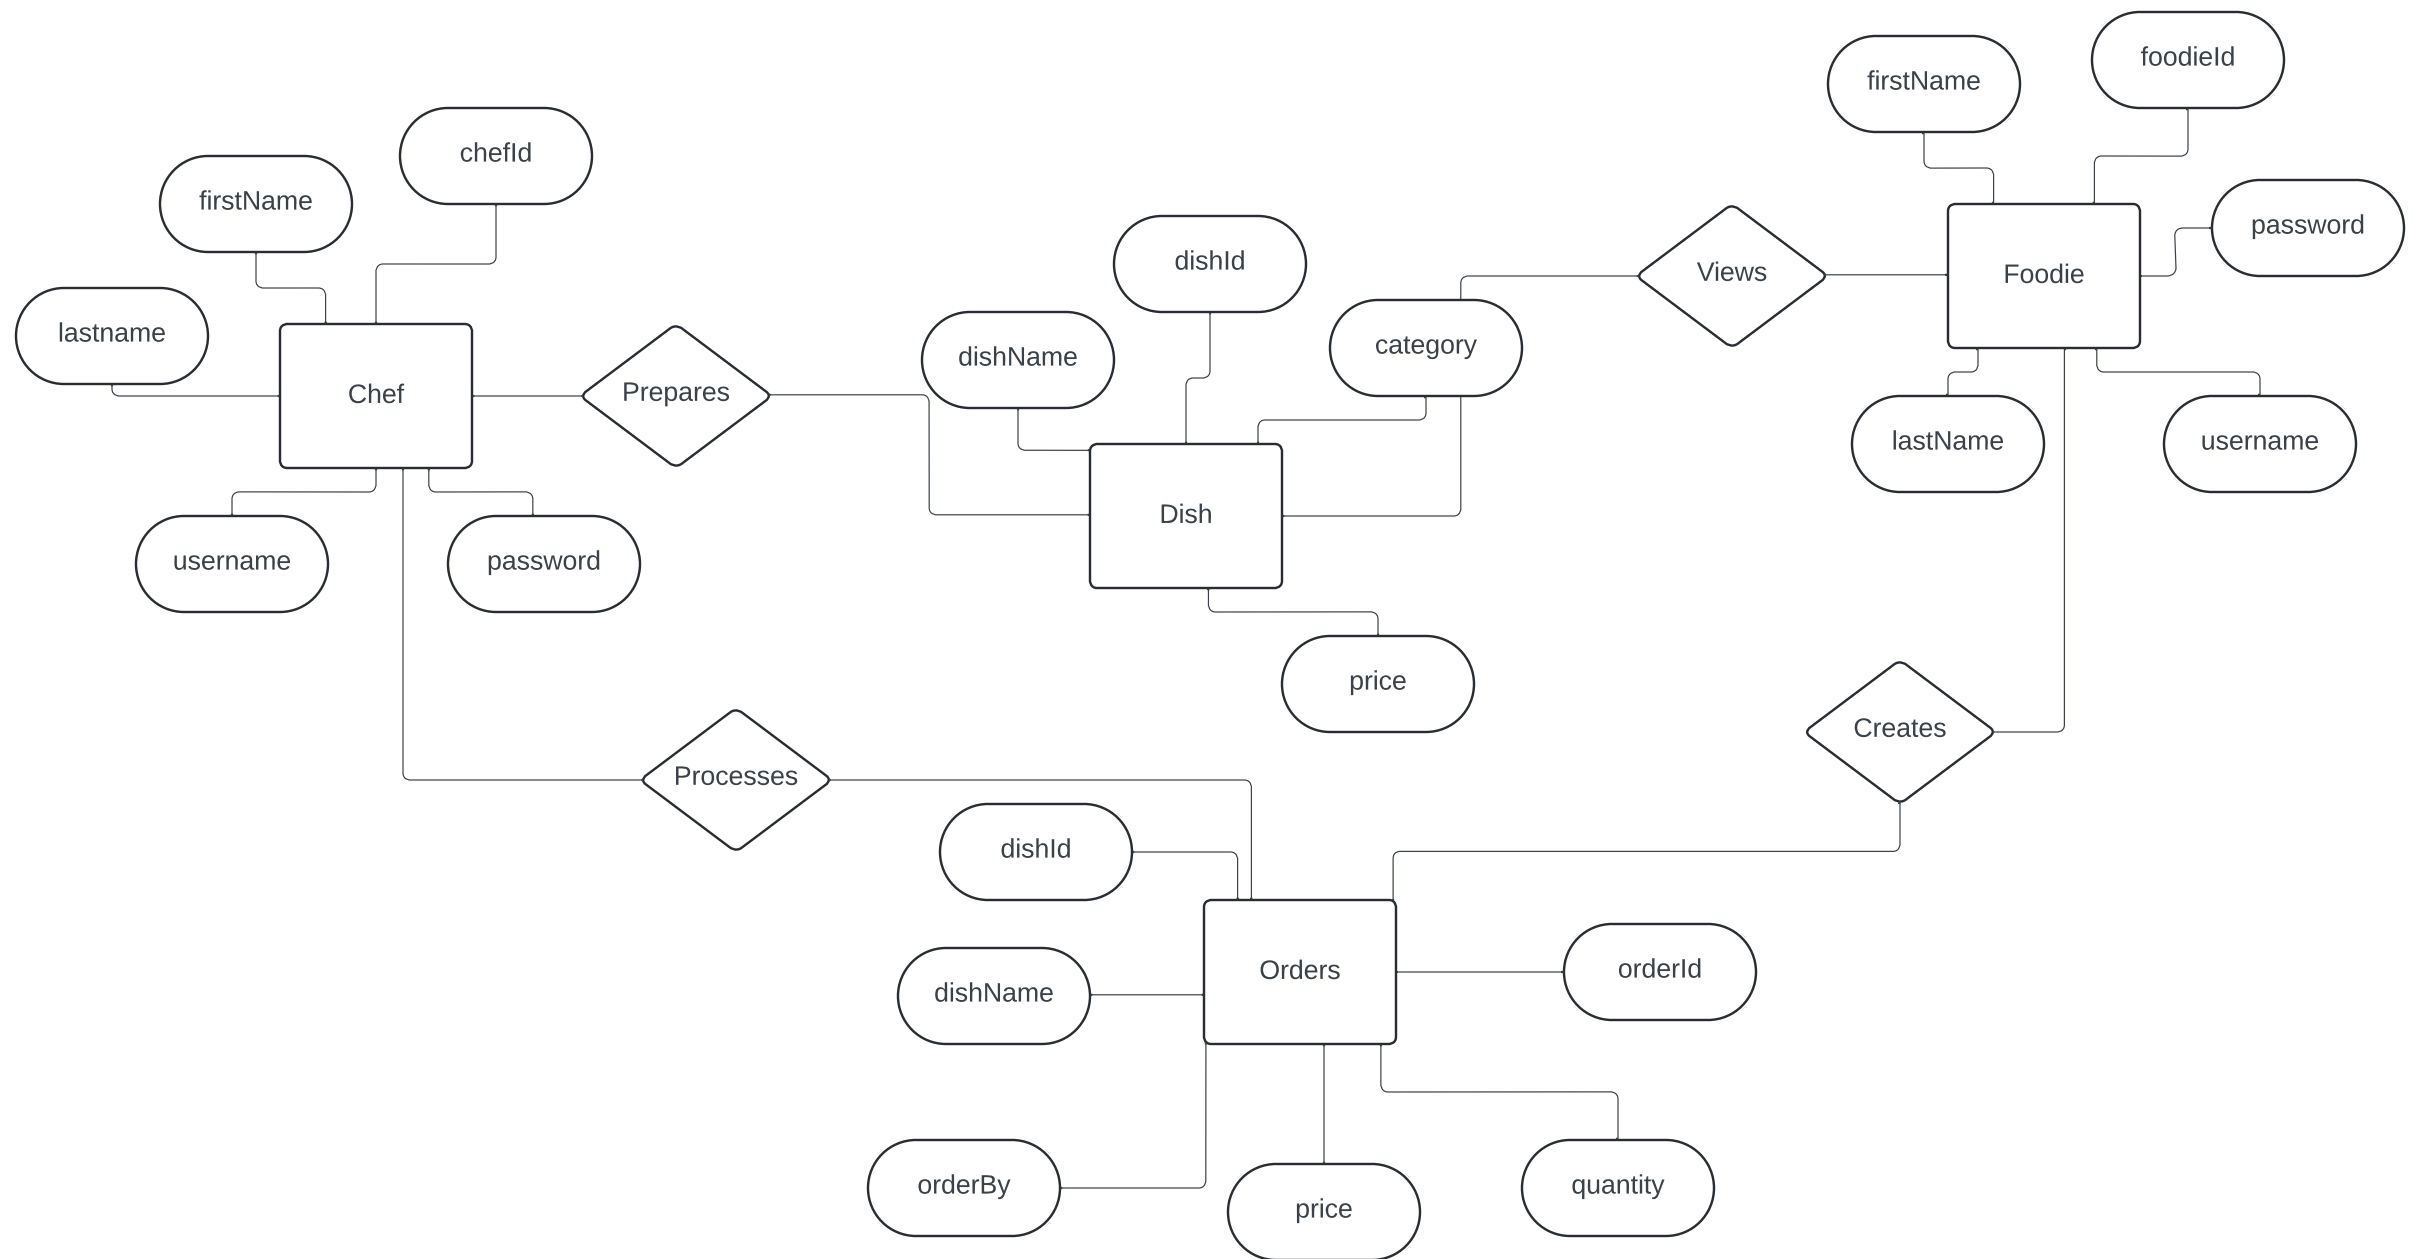 foodieId
firstName
chefId
firstName
password
dishId
Views
Foodie
lastname
dishName
category
Chef
Prepares
lastName
username
Dish
username
password
price
Creates
Processes
dishId
Orders
orderId
dishName
orderBy
price
quantity